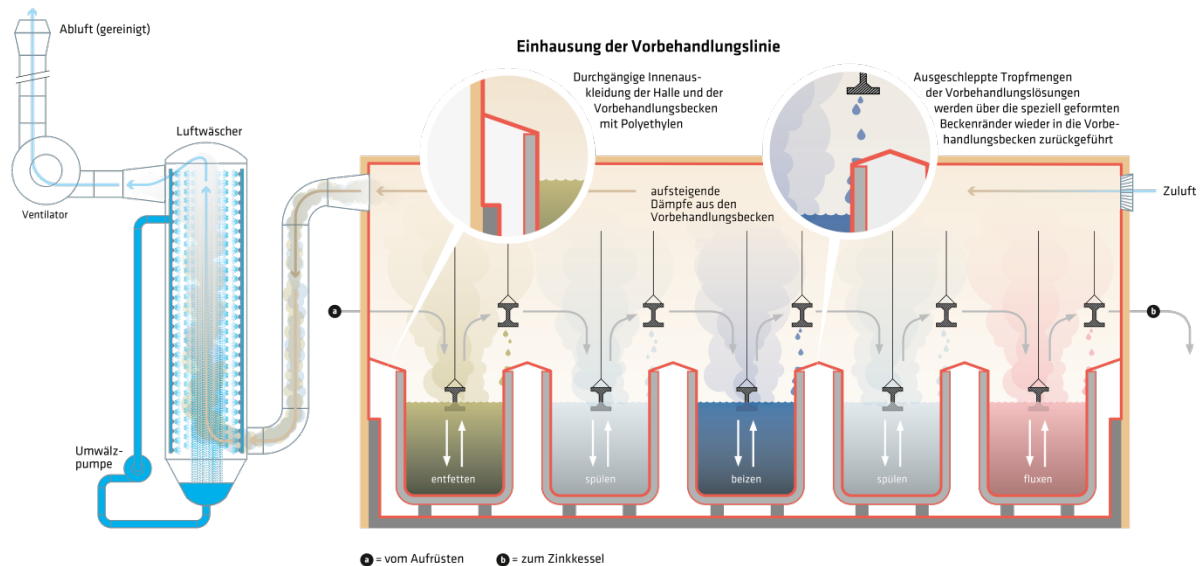 Abluft (gereinigt)
Einhausung der Vorbehandlungslinie
Durchgängige Innenaus-
kleidung der Halle und der
Vorbehandlungsbecken
mit Polyethylen
Ausgeschleppte Tropfmengen
der Vorbehandlungslösungen
werden über die speziell geformten
Beckenränder wieder in die Vorbe-
handlungsbecken zurückgeführt
Luftwäscher
Ventilator
aufsteigende
Dämpfe aus den
Vorbehandlungsbecken
Zuluft
a
b
Umwälz-
pumpe
entfetten
spülen
beizen
spülen
fluxen
a = vom Aufrüsten
b = zum Zinkkessel